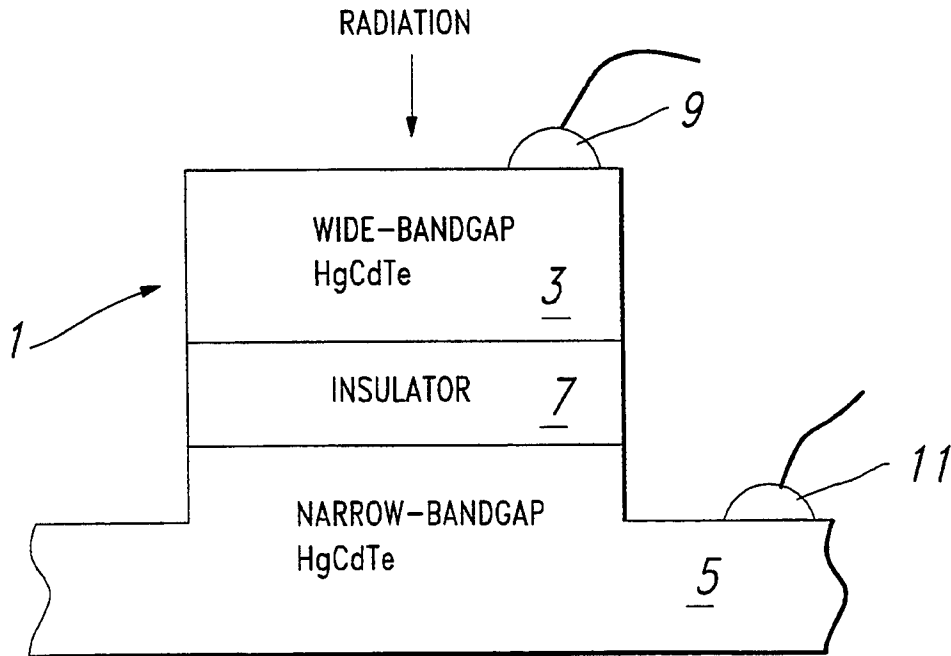 RADIATION
9
WIDE-BANDGAP
HgCdTe
3
1
INSULATOR
7
11
NARROW-BANDGAP
HgCdTe
5